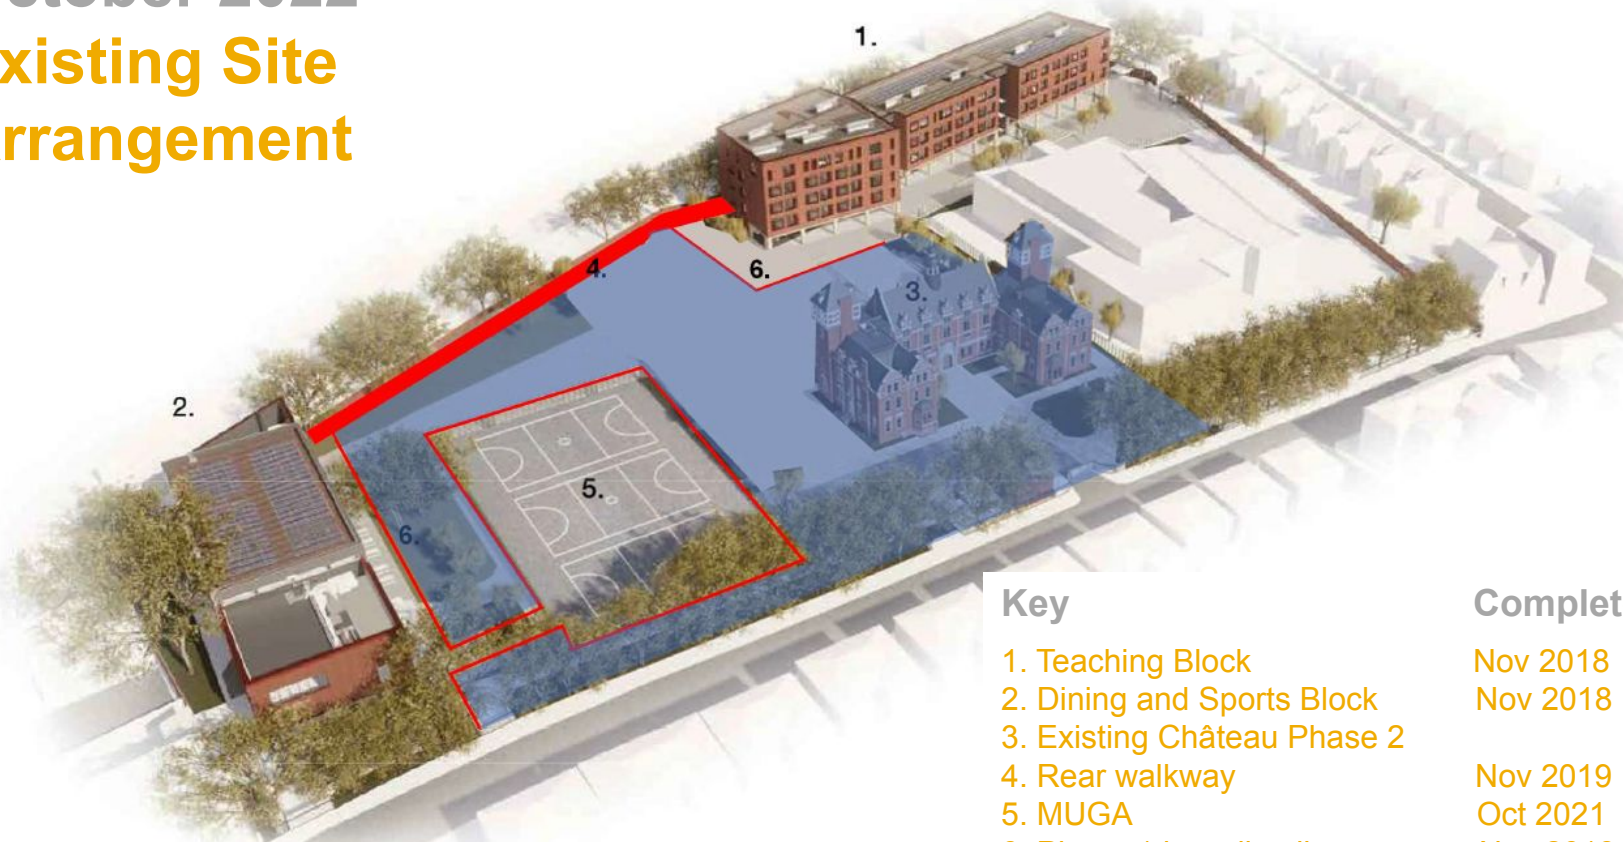 xisting Site
rrangement
1.
4.
6.
3.
2.
5.
6.
Key Complet
1. Teaching Block Nov 2018
2. Dining and Sports Block Nov 2018
3. Existing Château Phase 2
4. Rear walkway Nov 2019
5. MUGA Oct 2021